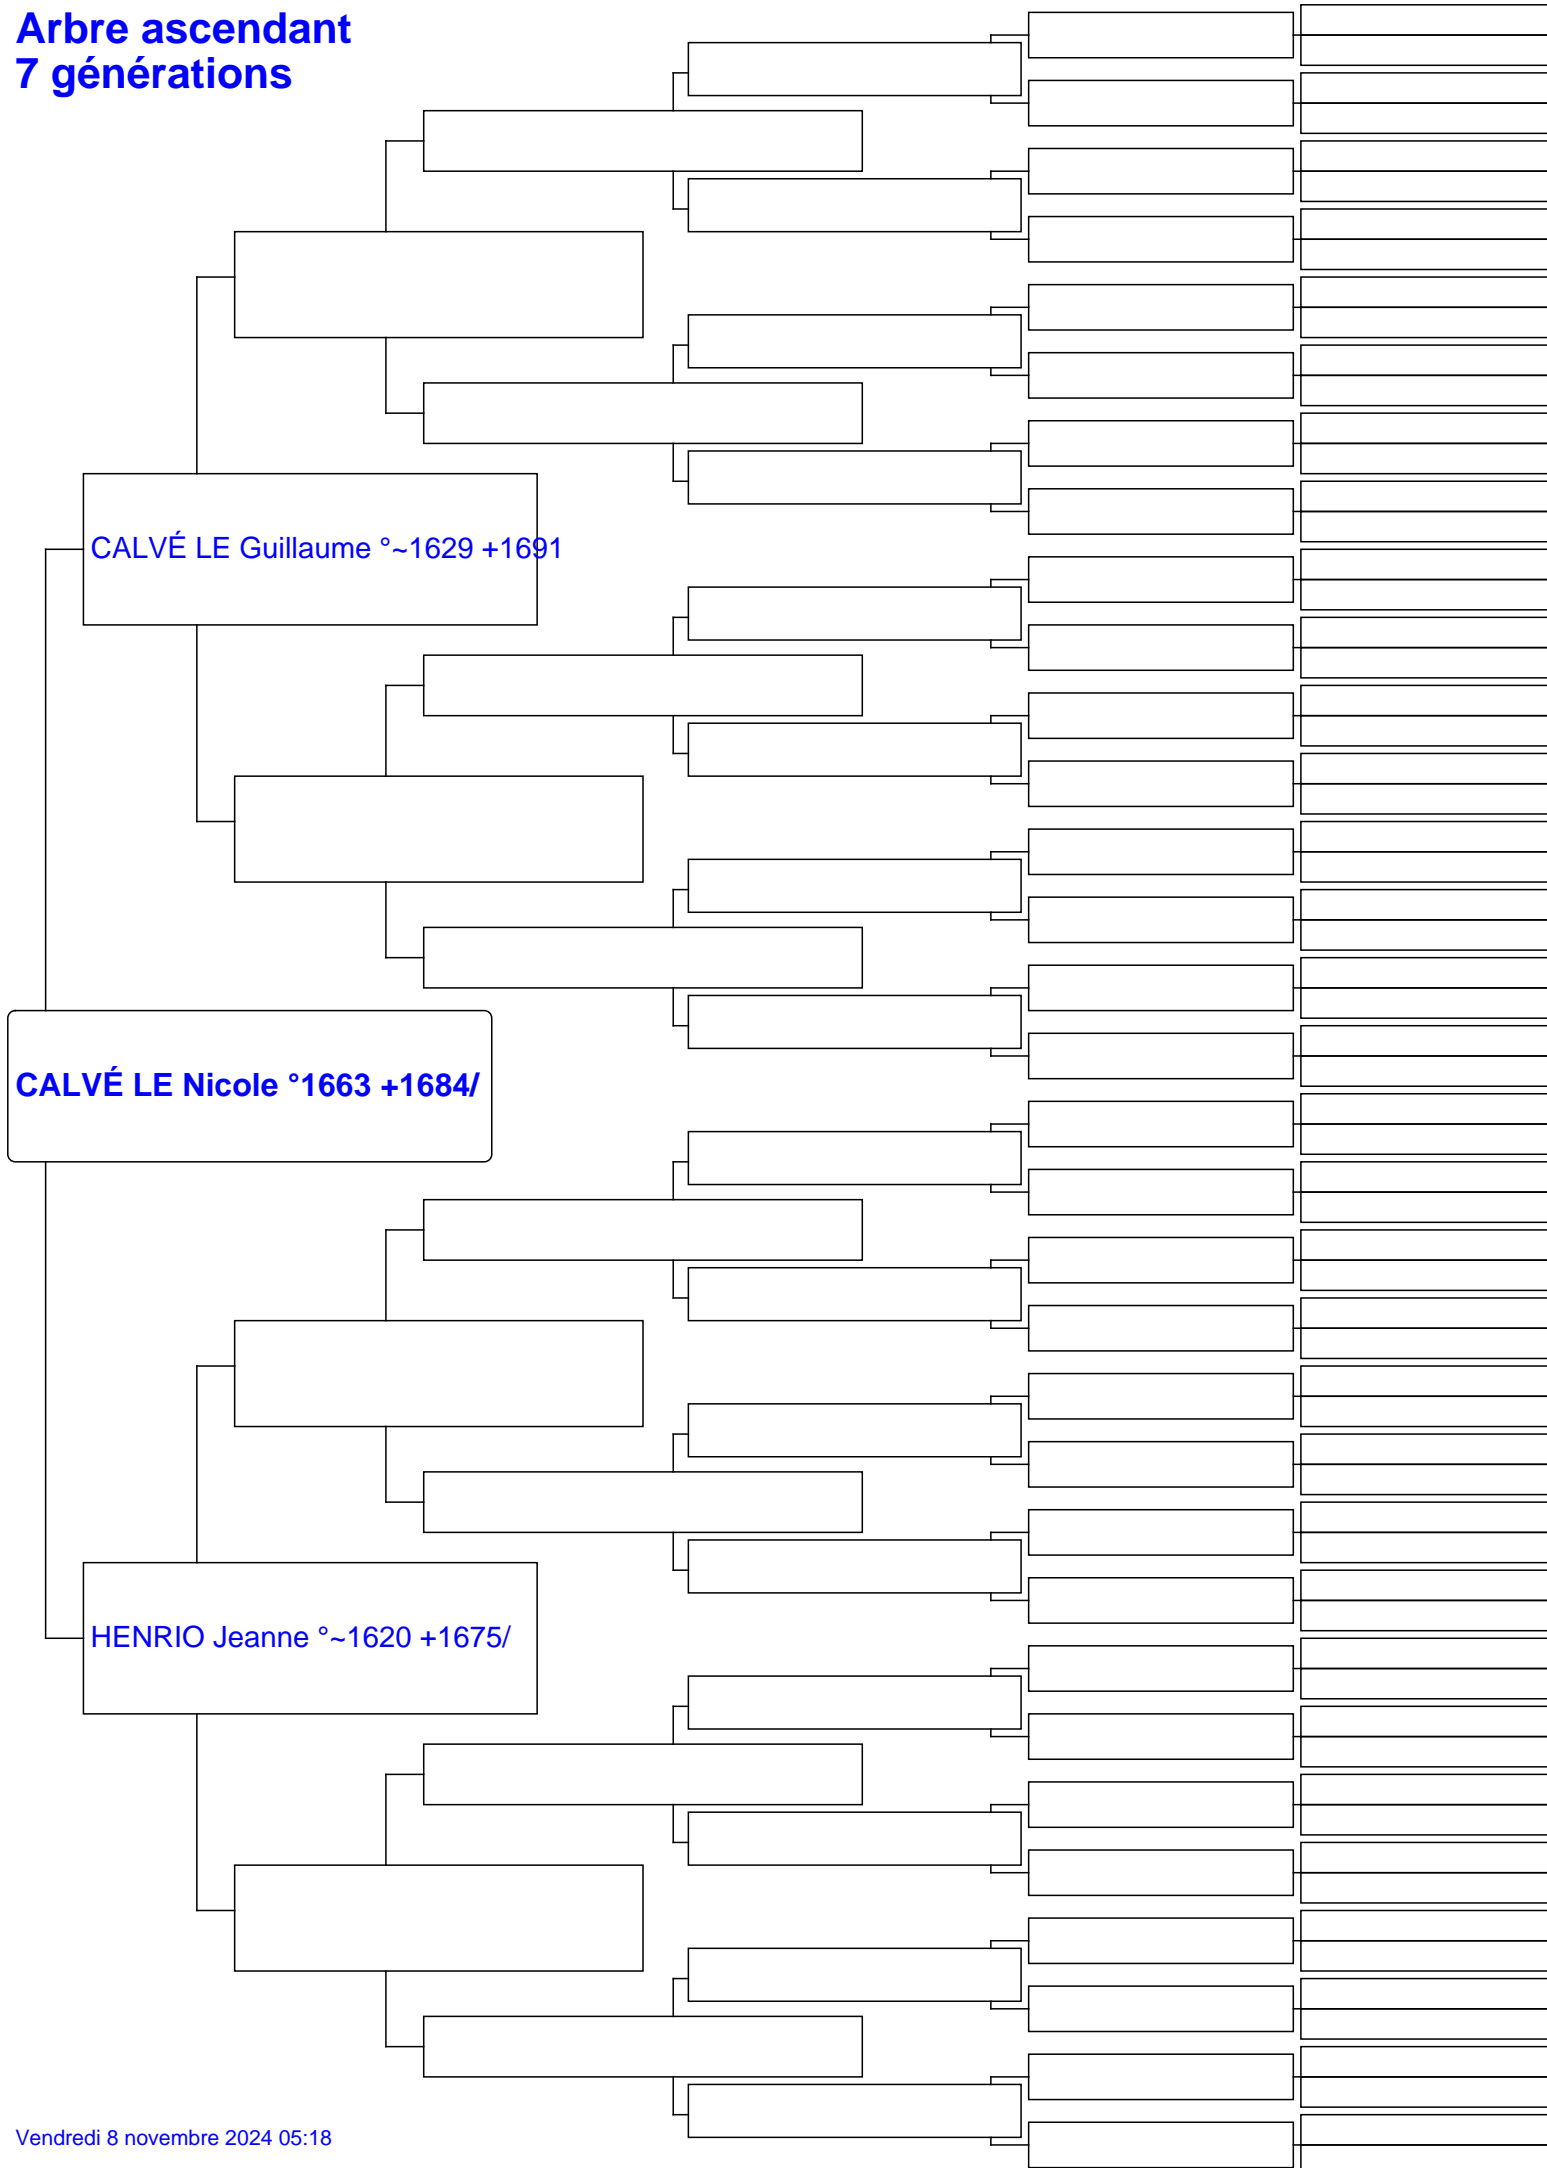 Arbre ascendant
7 générations
CALVÉ LE Guillaume °~1629 +1691
CALVÉ LE Nicole °1663 +1684/
HENRIO Jeanne °~1620 +1675/
Vendredi 8 novembre 2024 05:18